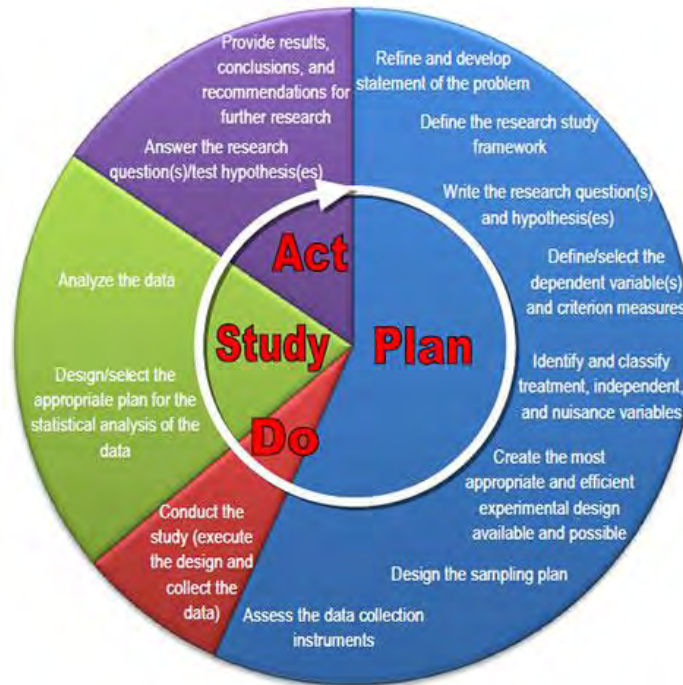 Refine and develop
statement of the problem
Define the research study
framework
Write the research question(s)
and hypothesis(es)
Define/select the
dependent variable(s)
and criterion measures
Identify and classify
treatment, independent,
and nuisance variables
Create the most
appropriate and efficient
experimental design
available and possible
Design the sampling plan
Assess the data collection
instruments
Plan
Conduct the
study (execute
the design and
collect the
data)
Do
Design/select the
appropriate plan for the
statistical analysis of the
data
Analyze the data
Study
Answer the research
question(s)/test hypothesis(es)
Provide results,
conclusions, and
recommendations for
further research
Act